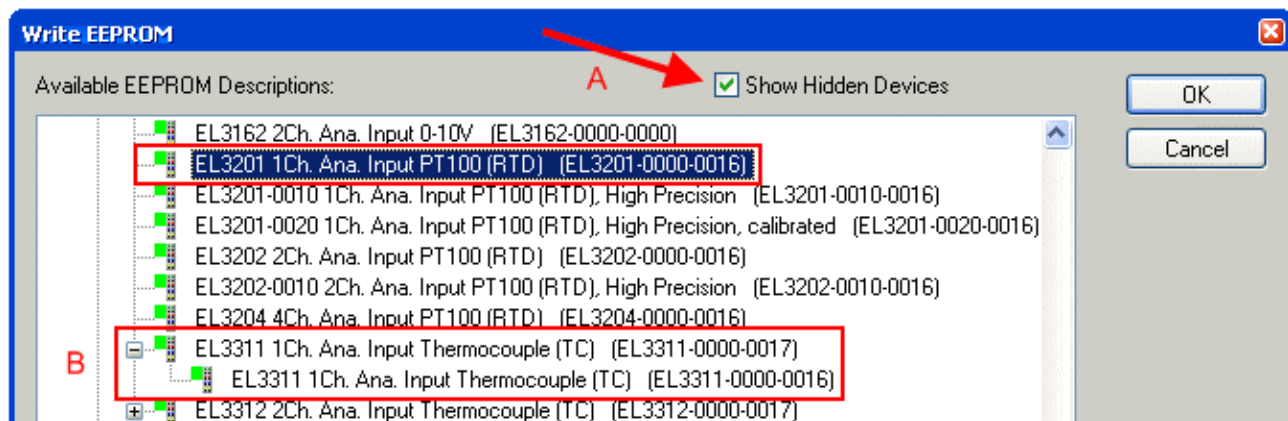 Write EEPROM
Available EEPROM Descriptions: A Show Hidden Devices OK
EL3162 2Ch. Ana. Input 0-10V (EL3162-0000-0000)
Cancel
EL3201 1Ch. Ana. Input PT100 (RTD) (EL3201-0000-0016)
EL3201-0010 1Ch. Ana. Input PT100 (RTD), High Precision (EL3201-0010-0016)
EL3201-0020 1Ch. Ana. Input PT100 (RTD), High Precision, calibrated (EL3201-0020-0016)
EL3202 2Ch. Ana. Input PT100 (RTD) (EL3202-0000-0016)
EL3202-0010 2Ch. Ana. Input PT100 (RTD), High Precision (EL3202-0010-0016)
EL3204 4Ch. Ana. Input PT100 (RTD) (EL3204-0000-0016)
B EL3311 1Ch. Ana. Input Thermocouple (TC) (EL3311-0000-0017)
EL3311 1Ch. Ana. Input Thermocouple (TC) (EL3311-0000-0016)
EL3312 2Ch. Ana. Input Thermocouple (TC) (EL3312-0000-0017)